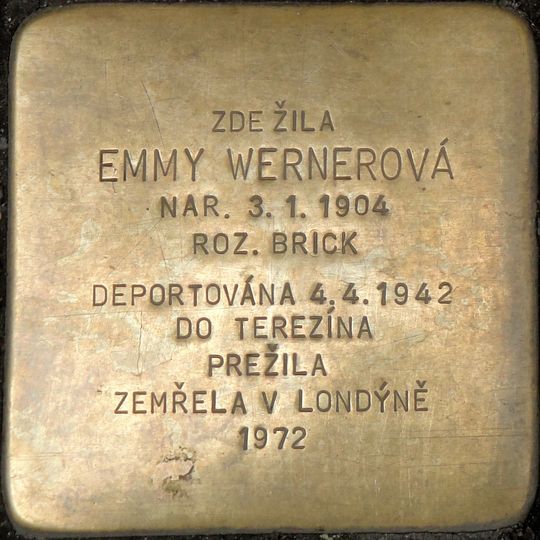 ZDE ŽILA
EMMY WERNEROVÁ
NAR. 3. 1. 1904
ROZ. BRICK
DEPORTOVÁNA 4. 4. 1942
DO TEREZÍNA
PREŽILA
ZEMŘELA V LONDÝNĚ
1972